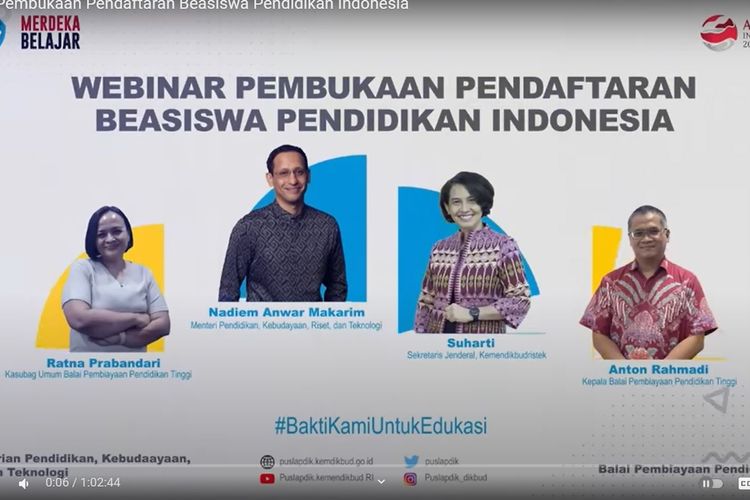 Pembukaan Pendaftaran Beasiswa Pendidikan Indonesia
MERDEKA
BELAJAR
WEBINAR PEMBUKAAN PENDAFTARAN
BEASISWA PENDIDIKAN INDONESIA
Nadiem Anwar Makarim
Menteri Pendidikan, Kebudayaan, Riset, dan Teknologi
Suharti
Sekretaris Jenderal, Kemendikbudristek
Ratna Prabandari
Kasubag Umum Balai Pembiayaan Pendidikan Tinggi
Anton Rahmadi
Kepala Balai Pembiayaan Pendidikan Tinggi
#BaktiKamiUntukEdukasi
rian Pendidikan, Kebudaayaan,
n Teknologi
puslapdik.kemdikbud.go.id
puslapdik
puslapdik.kemendikbud RI
puslapdik_dikbud
Balai Pembiayaan Pendidi
0:06 / 1:02:44